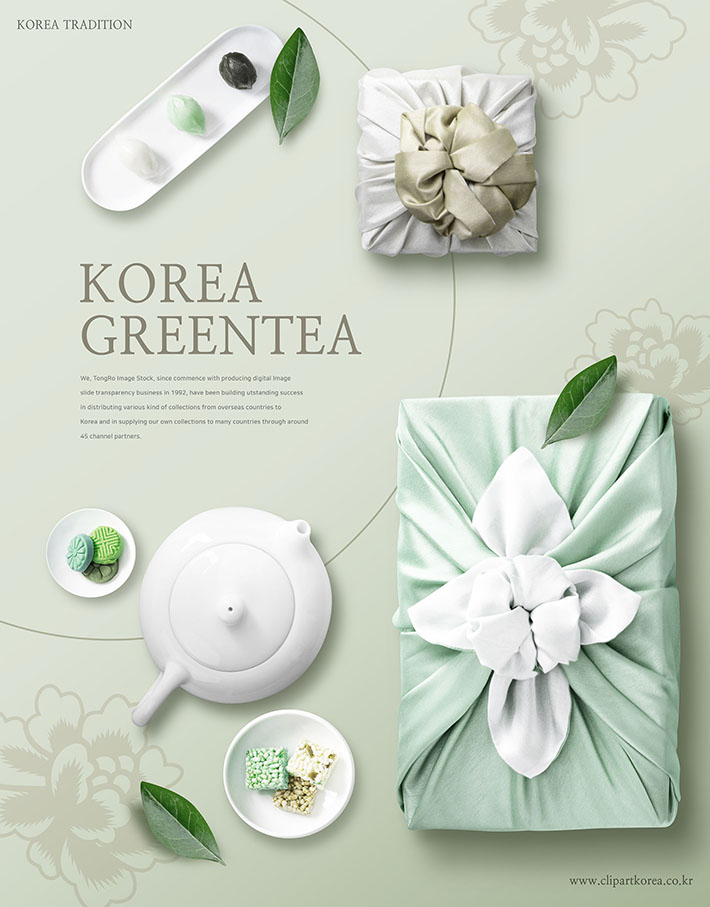 KOREA TRADITION
KOREA
GREENTEA
We, TongRo Image Stock, since commence with producing digital Image
slide transparency business in 1992, have been building utstanding success
in distributing various kind of collections from overseas countries to
Korea and in supplying our own collections to many countries through around
45 channel partners.
www.clipartkorea.co.kr